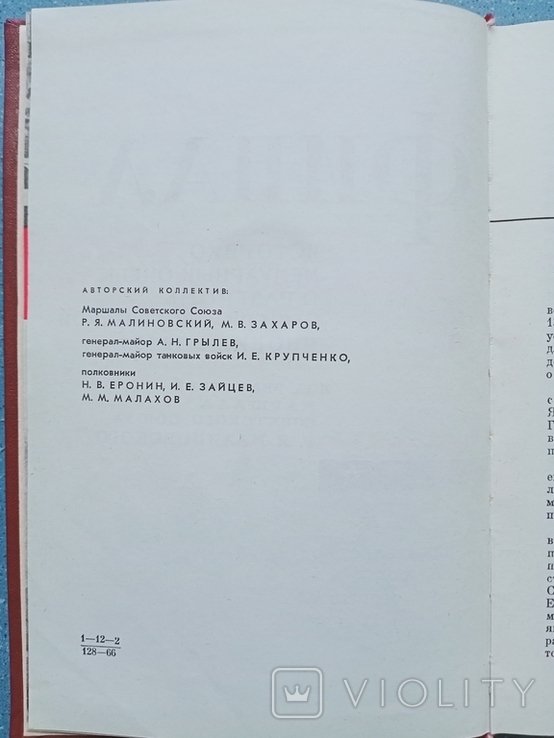 АВТОРСКИЙ КОЛЛЕКТИВ:
Маршалы Советского Союза
Р. Я. МАЛИНОВСКИЙ, М. В. ЗАХАРОВ,
генерал-майор А. Н. ГРЫЛЕВ,
генерал-майор танковых войск И. Е. КРУПЧЕНКО,
полковники
Н. В. ЕРОНИН, И. Е. ЗАЙЦЕВ,
М. М. МАЛАХОВ
1—12—2
128—66
VIOLITY